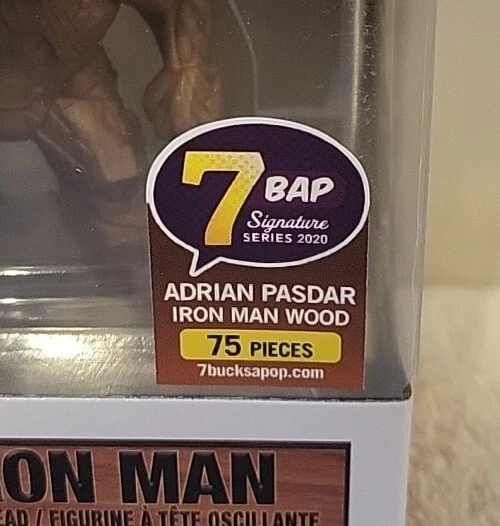 7 BAP
Signature
SERIES 2020
ADRIAN PASDAR
IRON MAN WOOD
75 PIECES
7bucksapop.com
ON MAN
EAD / FIGURINE À TÊTE OSCILLANTE